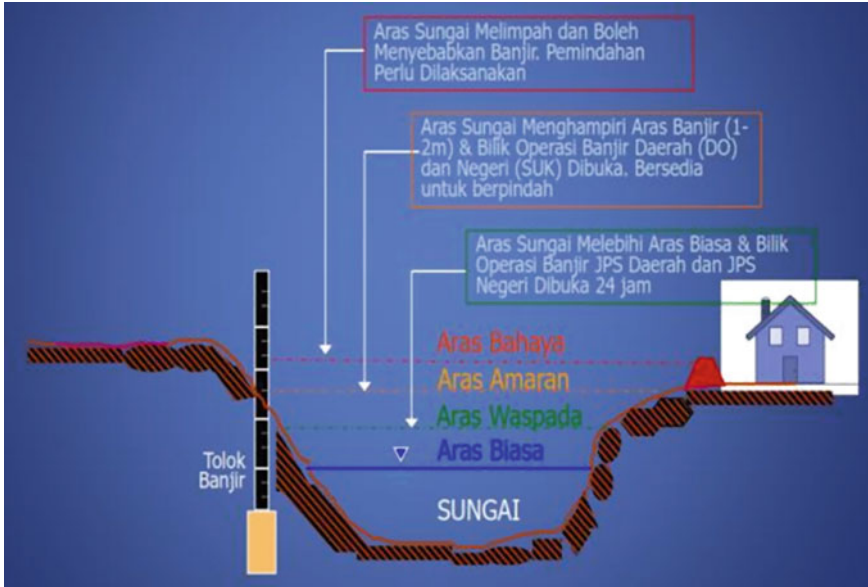 Aras Sungai Melimpah dan Boleh
Menyebabkan Banjir. Pemindahan
Perlu Dilaksanakan
Aras Sungai Menghampiri Aras Banjir (1-
2m) & Bilik Operasi Banjir Daerah (DO)
dan Negeri (SUK) Dibuka. Bersedia
untuk berpindah
Aras Sungai Melebihi Aras Biasa & Bilik
Operasi Banjir JPS Daerah dan JPS
Negeri Dibuka 24 jam
Aras Bahaya
Aras Amaran
Aras Waspada
Aras Biasa
Tolok
Banjir
SUNGAI